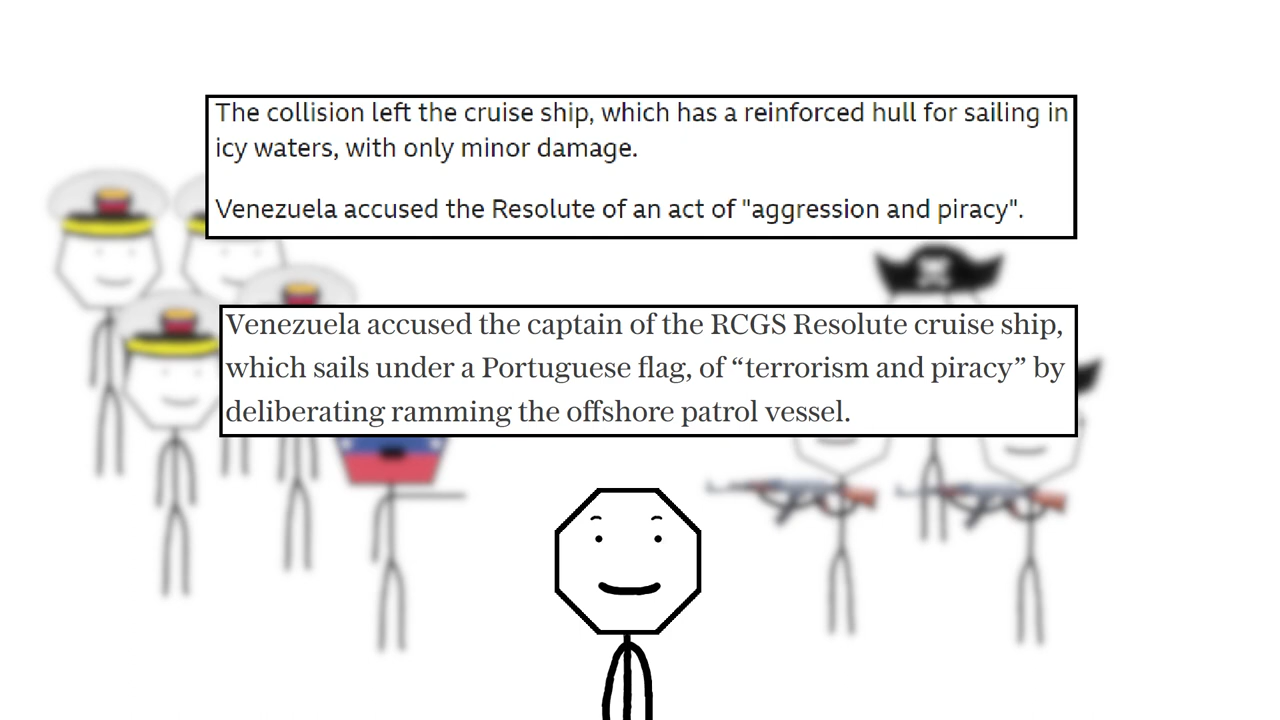 The collision left the cruise ship, which has a reinforced hull for sailing in
icy waters, with only minor damage.
Venezuela accused the Resolute of an act of "aggression and piracy".
Venezuela accused the captain of the RCGS Resolute cruise ship,
which sails under a Portuguese flag, of “terrorism and piracy” by
deliberating ramming the offshore patrol vessel.